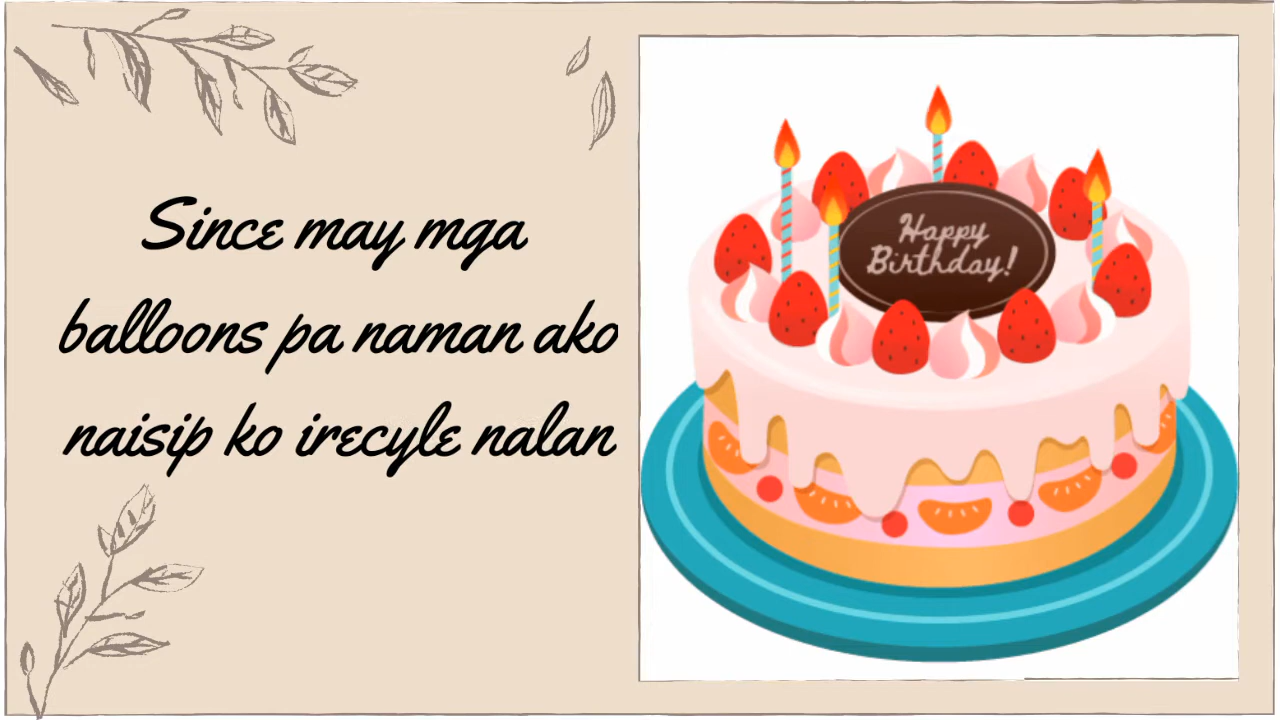 Since may mga
balloons pa naman ako
naisip ko irecyle nalan
Happy
Birthday!